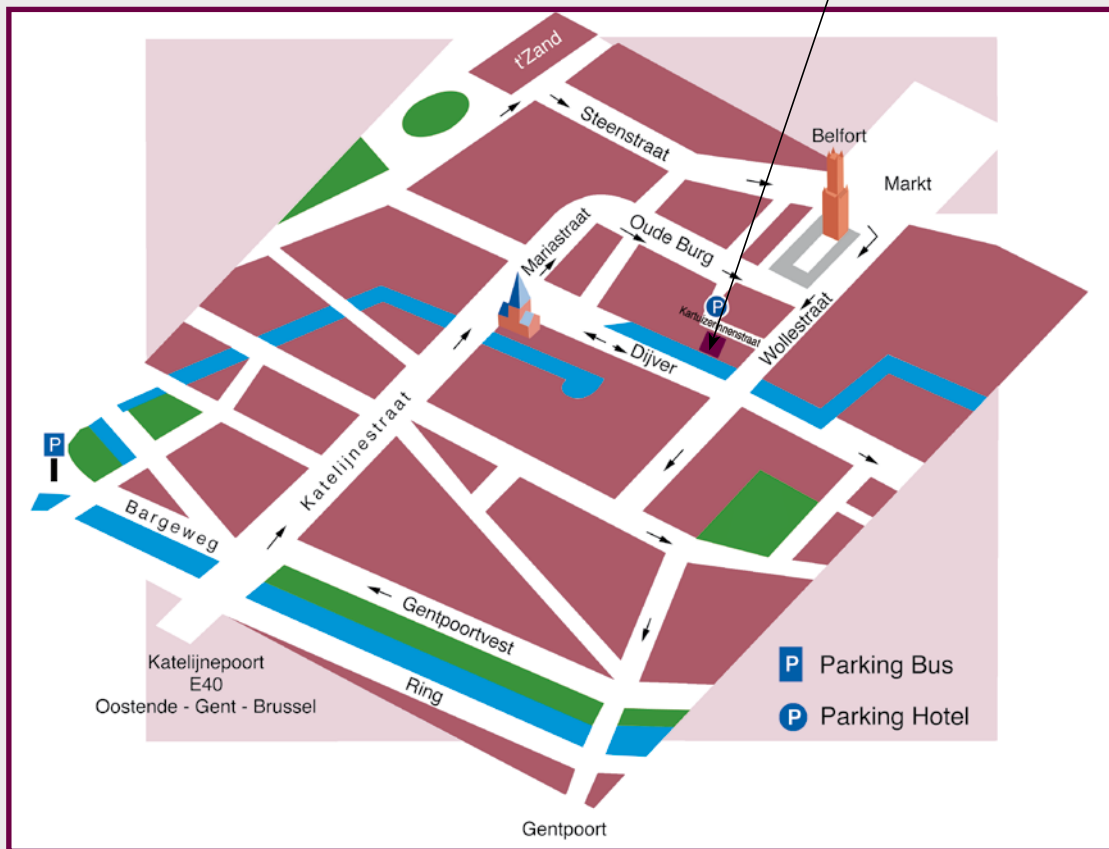 t'Zand
Steenstraat
Belfort
Markt
Mariastraat
Oude Burg
P
Kartuizerinnenstraat
Wollestraat
Dijver
P
Katelijnestraat
Bargeweg
Gentpoortvest
Ring
Katelijnepoort
E40
Oostende - Gent - Brussel
P Parking Bus
P Parking Hotel
Gentpoort